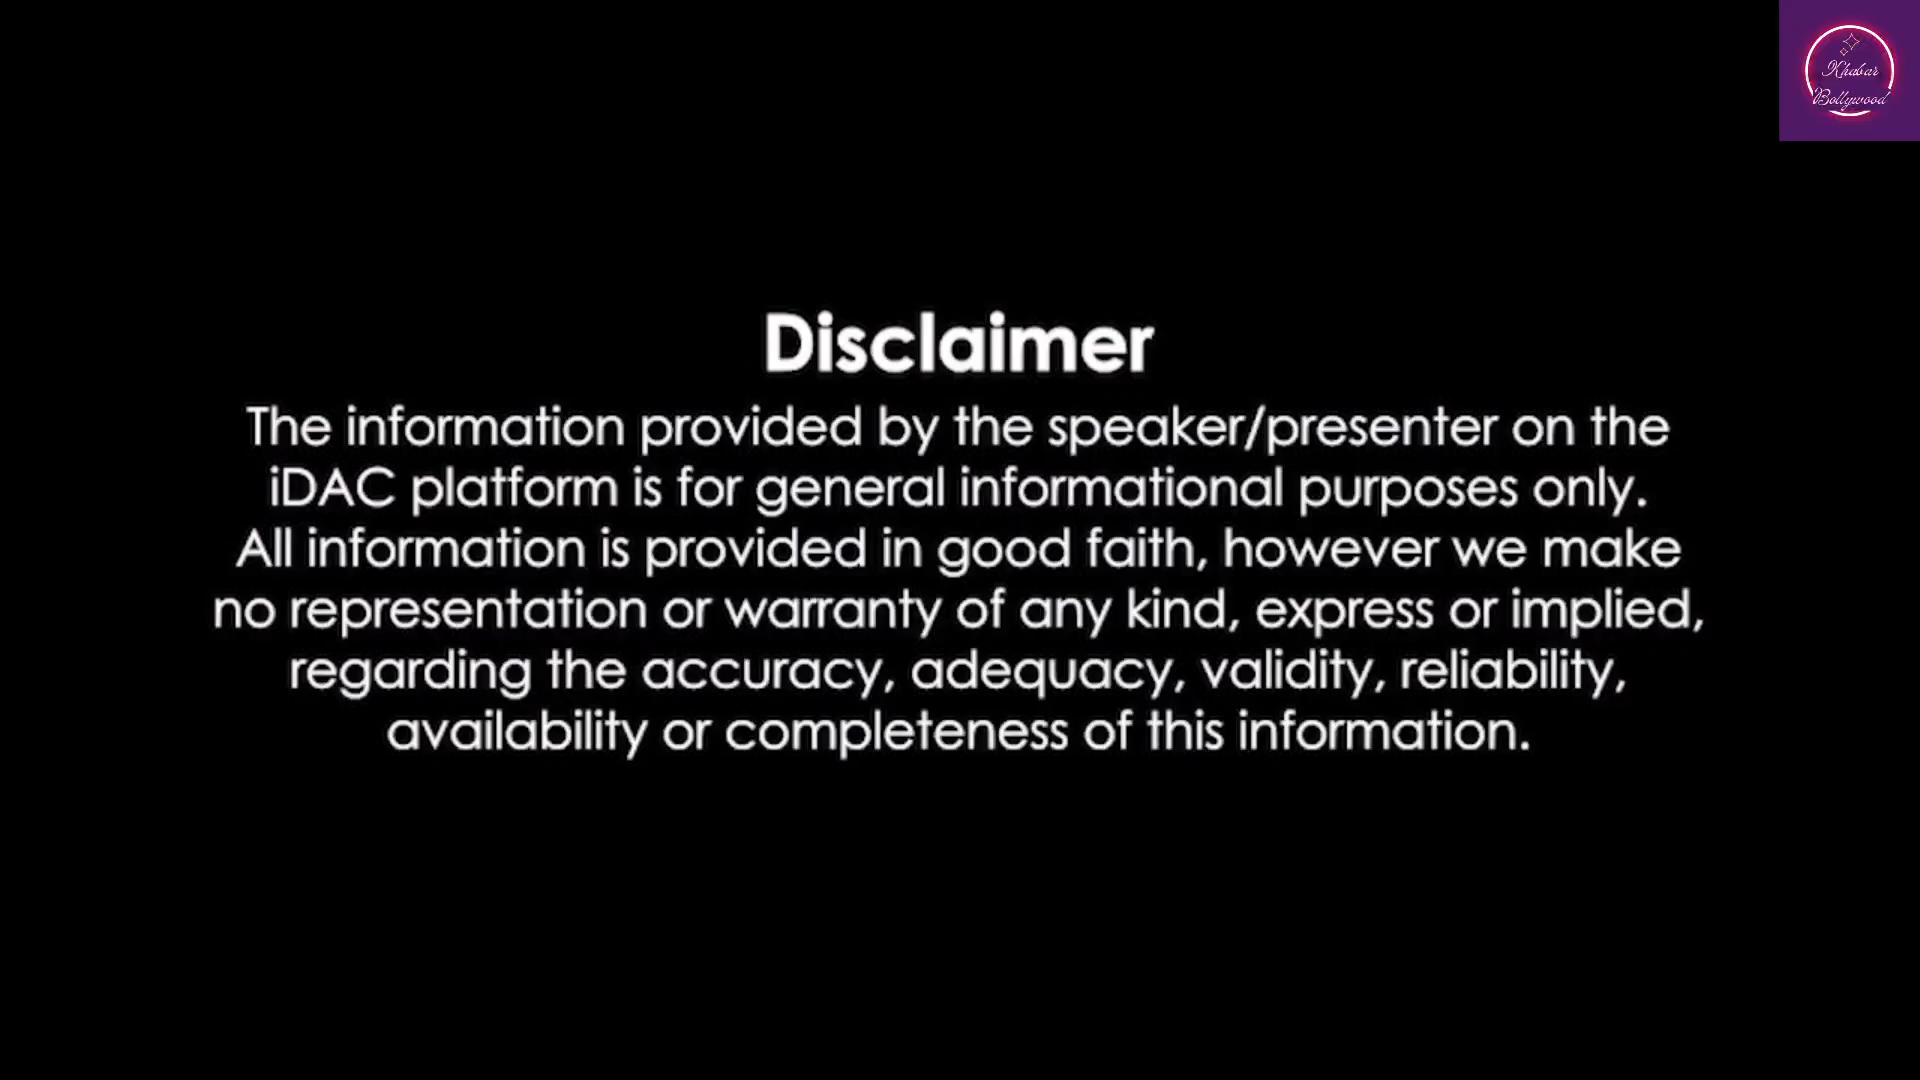 Khabar
Bollywood
Disclaimer
The information provided by the speaker/presenter on the
iDAC platform is for general informational purposes only.
All information is provided in good faith, however we make
no representation or warranty of any kind, express or implied,
regarding the accuracy, adequacy, validity, reliability,
availability or completeness of this information.